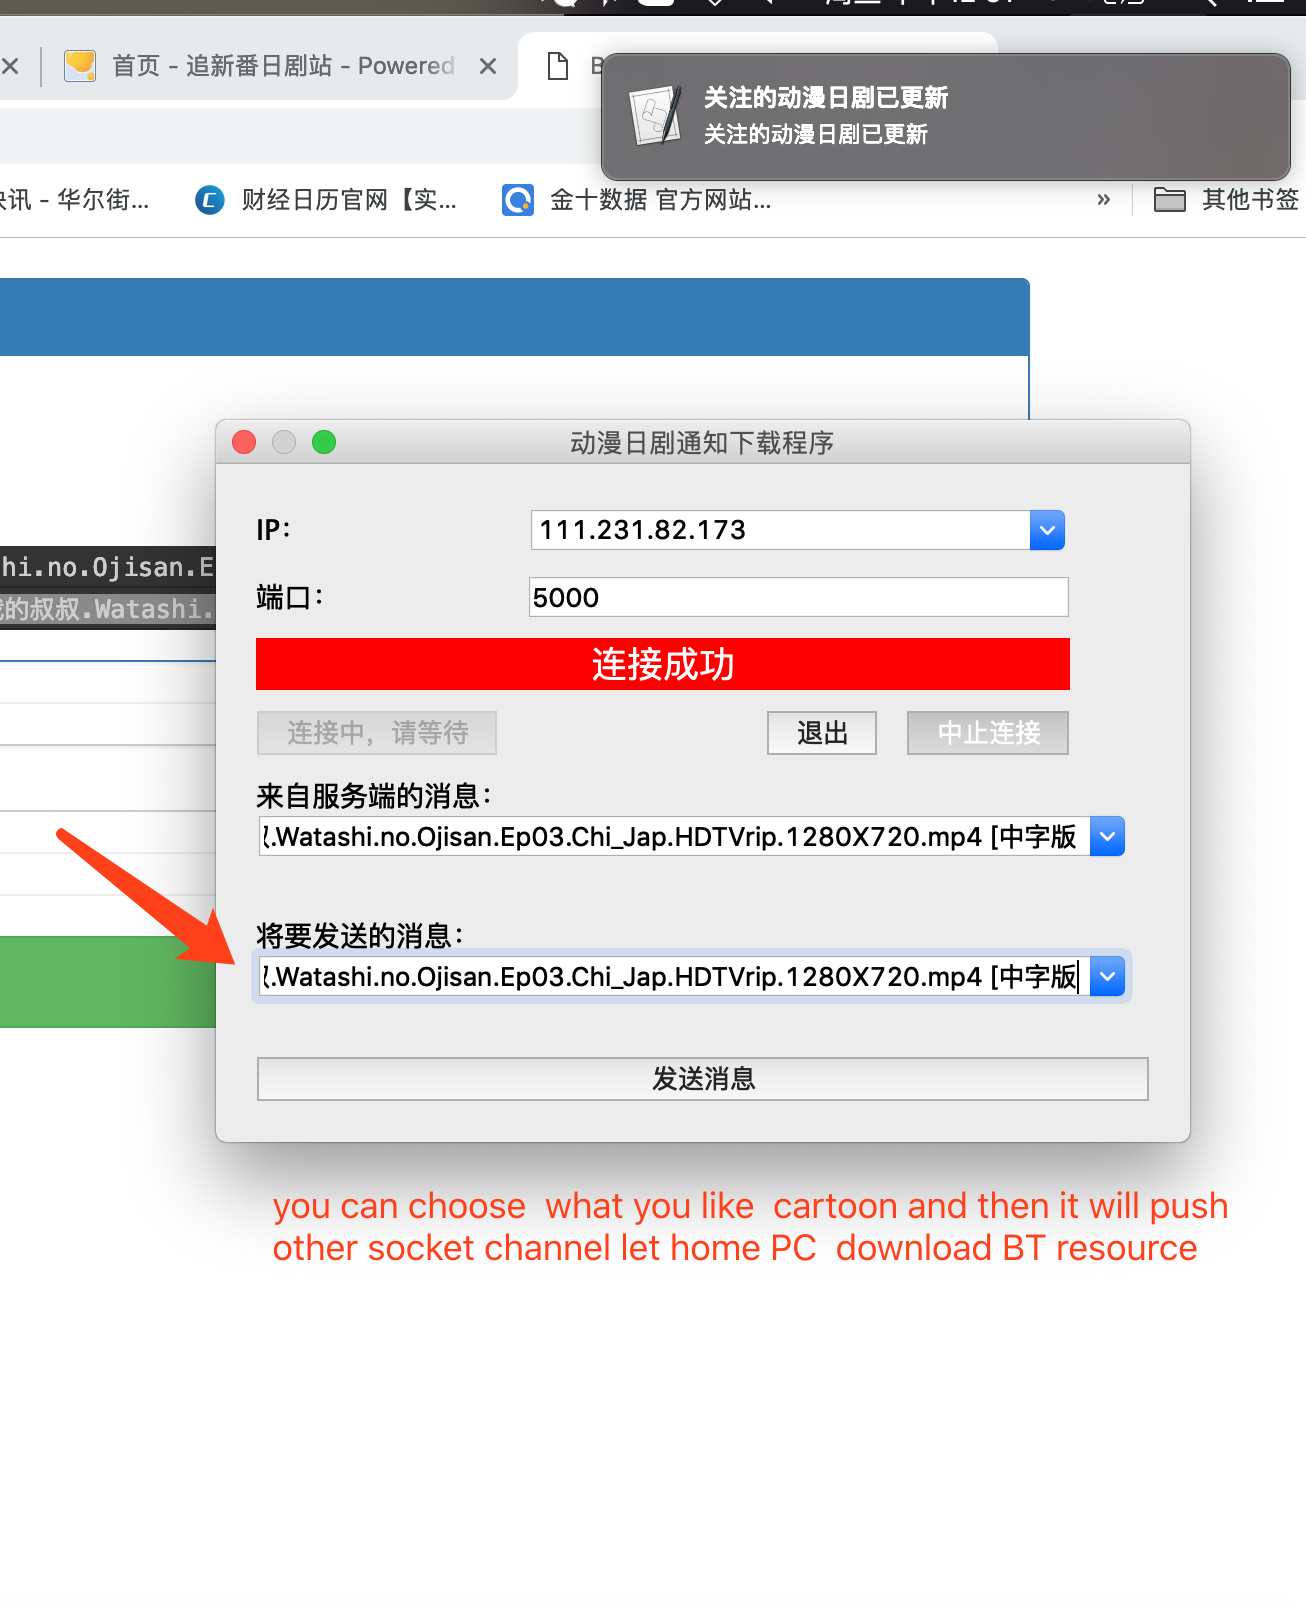 首页 - 追新番日剧站 - Powered
关注的动漫日剧已更新
关注的动漫日剧已更新
讯 - 华尔街...
财经日历官网【实...
金十数据 官方网站...
»
其他书签
动漫日剧通知下载程序
IP:
111.231.82.173
hi.no.Ojisan.E
端口:
5000
的叔叔.Watashi.
连接成功
连接中，请等待
退出
中止连接
来自服务端的消息:
.Watashi.no.Ojisan.Ep03.Chi_Jap.HDTVrip.1280X720.mp4 [中字版
将要发送的消息:
.Watashi.no.Ojisan.Ep03.Chi_Jap.HDTVrip.1280X720.mp4 [中字版
发送消息
you can choose  what you like  cartoon and then it will push
other socket channel let home PC  download BT resource